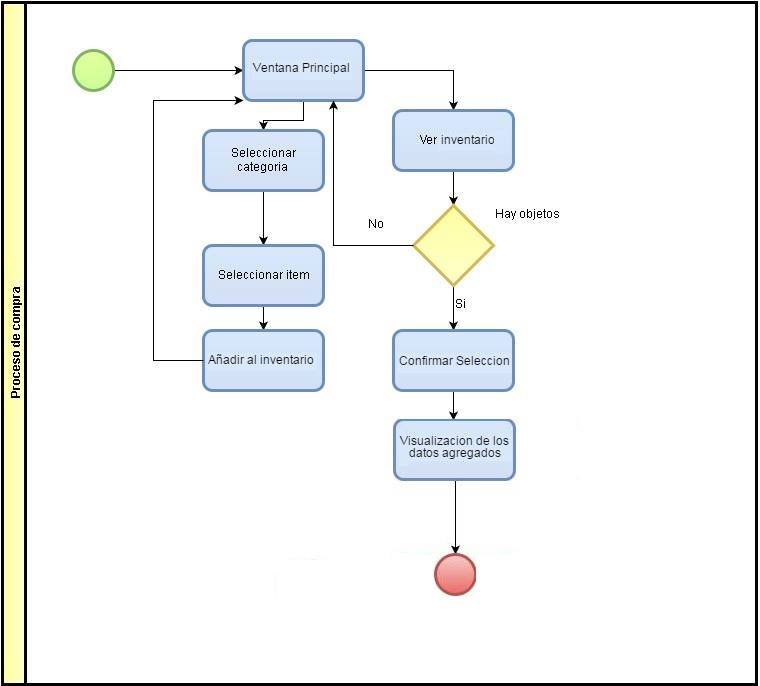 Proceso de compra
Ventana Principal
Ver inventario
Seleccionar
categoria
Hay objetos
No
Seleccionar item
Si
Añadir al inventario
Confirmar Seleccion
Visualizacion de los
datos agregados